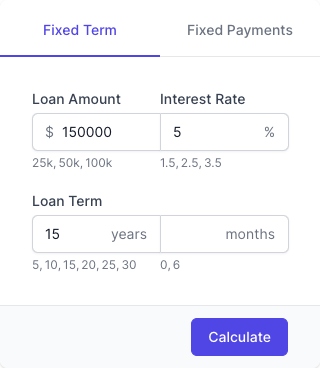 Fixed Term Fixed Payments
Loan Amount Interest Rate
$ 150000 5 %
25k, 50k, 100k 1.5, 2.5, 3.5
Loan Term
15 years months
5, 10, 15, 20, 25, 30 0, 6
Calculate